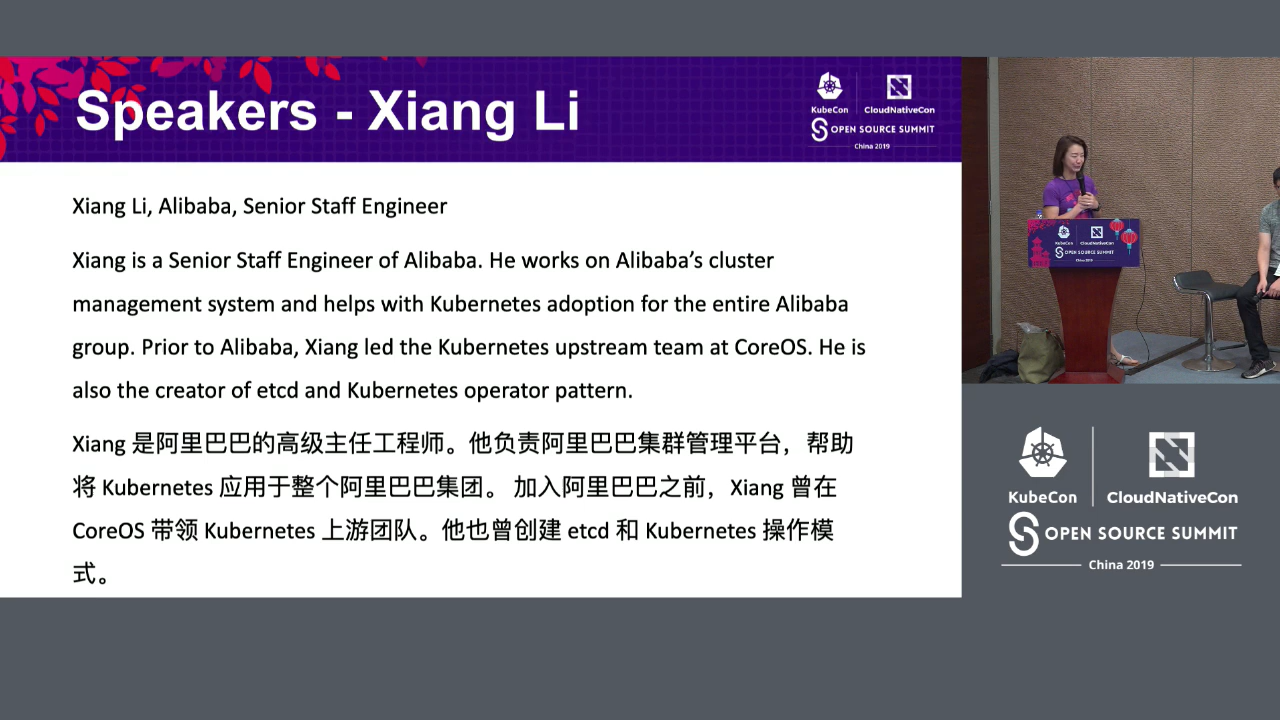 Speakers - Xiang Li
KubeCon
CloudNativeCon
OPEN SOURCE SUMMIT
China 2019
Xiang Li, Alibaba, Senior Staff Engineer
Xiang is a Senior Staff Engineer of Alibaba. He works on Alibaba’s cluster
management system and helps with Kubernetes adoption for the entire Alibaba
group. Prior to Alibaba, Xiang led the Kubernetes upstream team at CoreOS. He is
also the creator of etcd and Kubernetes operator pattern.
Xiang 是阿里巴巴的高级主任工程师。他负责阿里巴巴集群管理平台，帮助
将 Kubernetes 应用于整个阿里巴巴集团。 加入阿里巴巴之前，Xiang 曾在
CoreOS 带领 Kubernetes 上游团队。他也曾创建 etcd 和 Kubernetes 操作模
式。
KubeCon
CloudNativeCon
OPEN SOURCE SUMMIT
China 2019
KubeCon
CloudNativeCon
OPEN SOURCE SUMMIT
China 2019